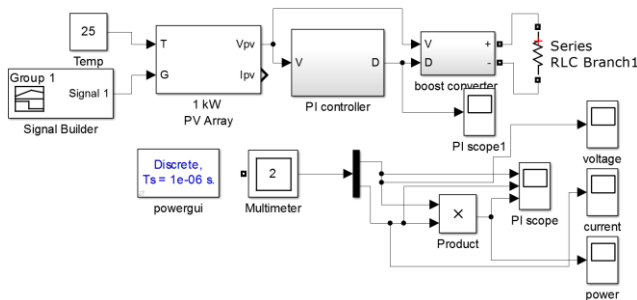 25
Temp
Group 1
Signal 1
Signal Builder
T
G
Vpv
Ipv
1 kW
PV Array
V
D
PI controller
V
D
+
-
boost converter
+
Series
RLC Branch1
PI scope1
Discrete,
Ts = 1e-06 s.
powergui
2
Multimeter
×
Product
PI scope
voltage
current
power